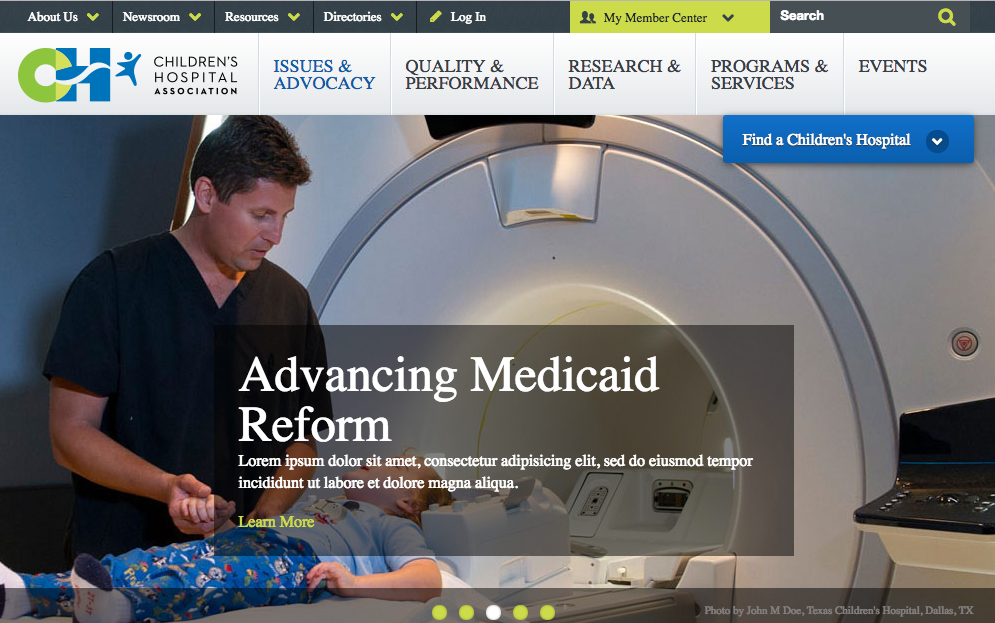 About Us
Newsroom
Resources
Directories
Log In
My Member Center
Search
CHILDREN'S
HOSPITAL
ASSOCIATION
ISSUES &
ADVOCACY
QUALITY &
PERFORMANCE
RESEARCH &
DATA
PROGRAMS &
SERVICES
EVENTS
Find a Children's Hospital
Advancing Medicaid
Reform
Lorem ipsum dolor sit amet, consectetur adipisicing elit, sed do eiusmod tempor
incididunt ut labore et dolore magna aliqua.
Learn More
Photo by John M Doe, Texas Children's Hospital, Dallas, TX